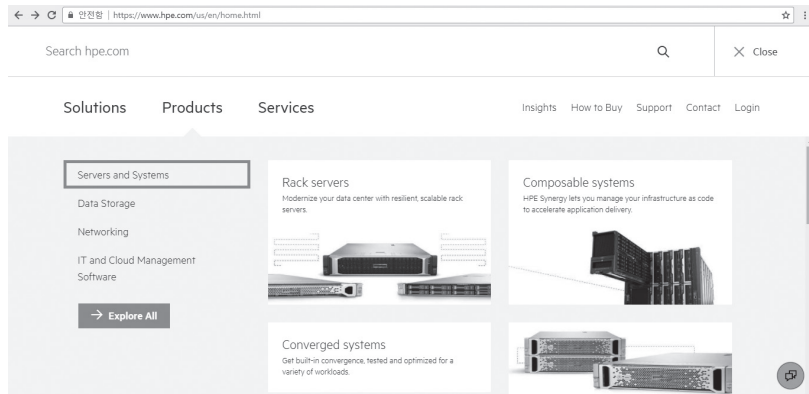 안전함 | https://www.hpe.com/us/en/home.html
Search hpe.com
Close
Solutions Products Services
Insights How to Buy Support Contact Login
Servers and Systems
Data Storage
Networking
IT and Cloud Management
Software
→ Explore All
Rack servers
Modernize your data center with resilient, scalable rack
servers.
Composable systems
HPE Synergy lets you manage your infrastructure as code
to accelerate application delivery.
Converged systems
Get built-in convergence, tested and optimized for a
variety of workloads.